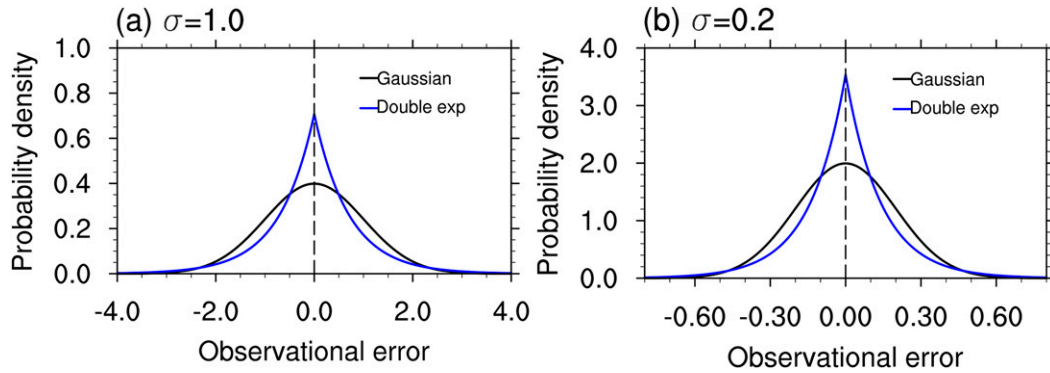 (a) σ=1.0
Probability density
1.0
0.8
0.6
0.4
0.2
0.0
Gaussian
Double exp
-4.0 -2.0 0.0 2.0 4.0
Observational error
(b) σ=0.2
Probability density
4.0
3.0
2.0
1.0
0.0
Gaussian
Double exp
-0.60 -0.30 0.00 0.30 0.60
Observational error